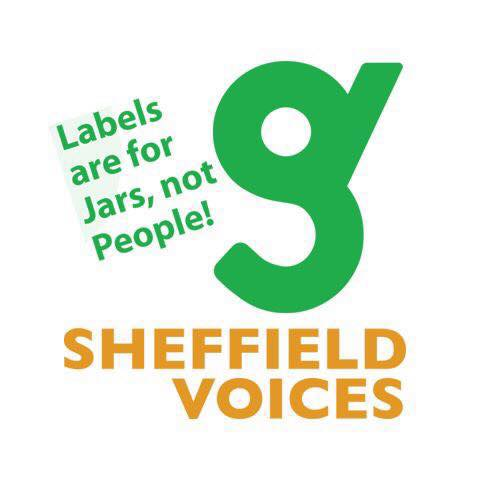 Labels
are for
Jars, not
People!
SHEFFIELD
VOICES